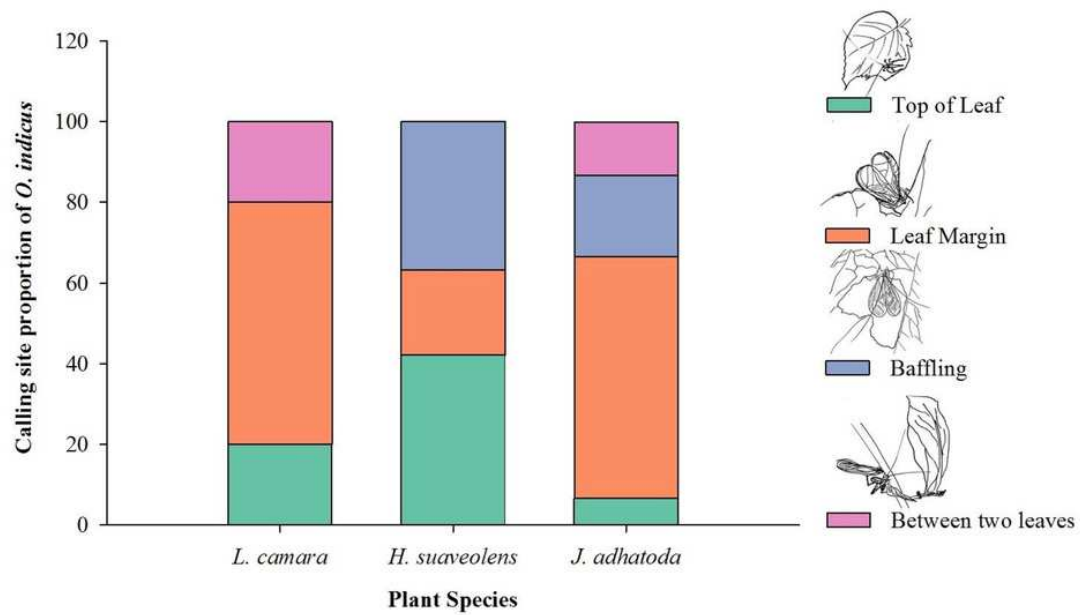 120
100
80
60
40
20
0
Calling site proportion of O. indicus
L. camara
H. suaveolens
J. adhatoda
Plant Species
Top of Leaf
Leaf Margin
Baffling
Between two leaves